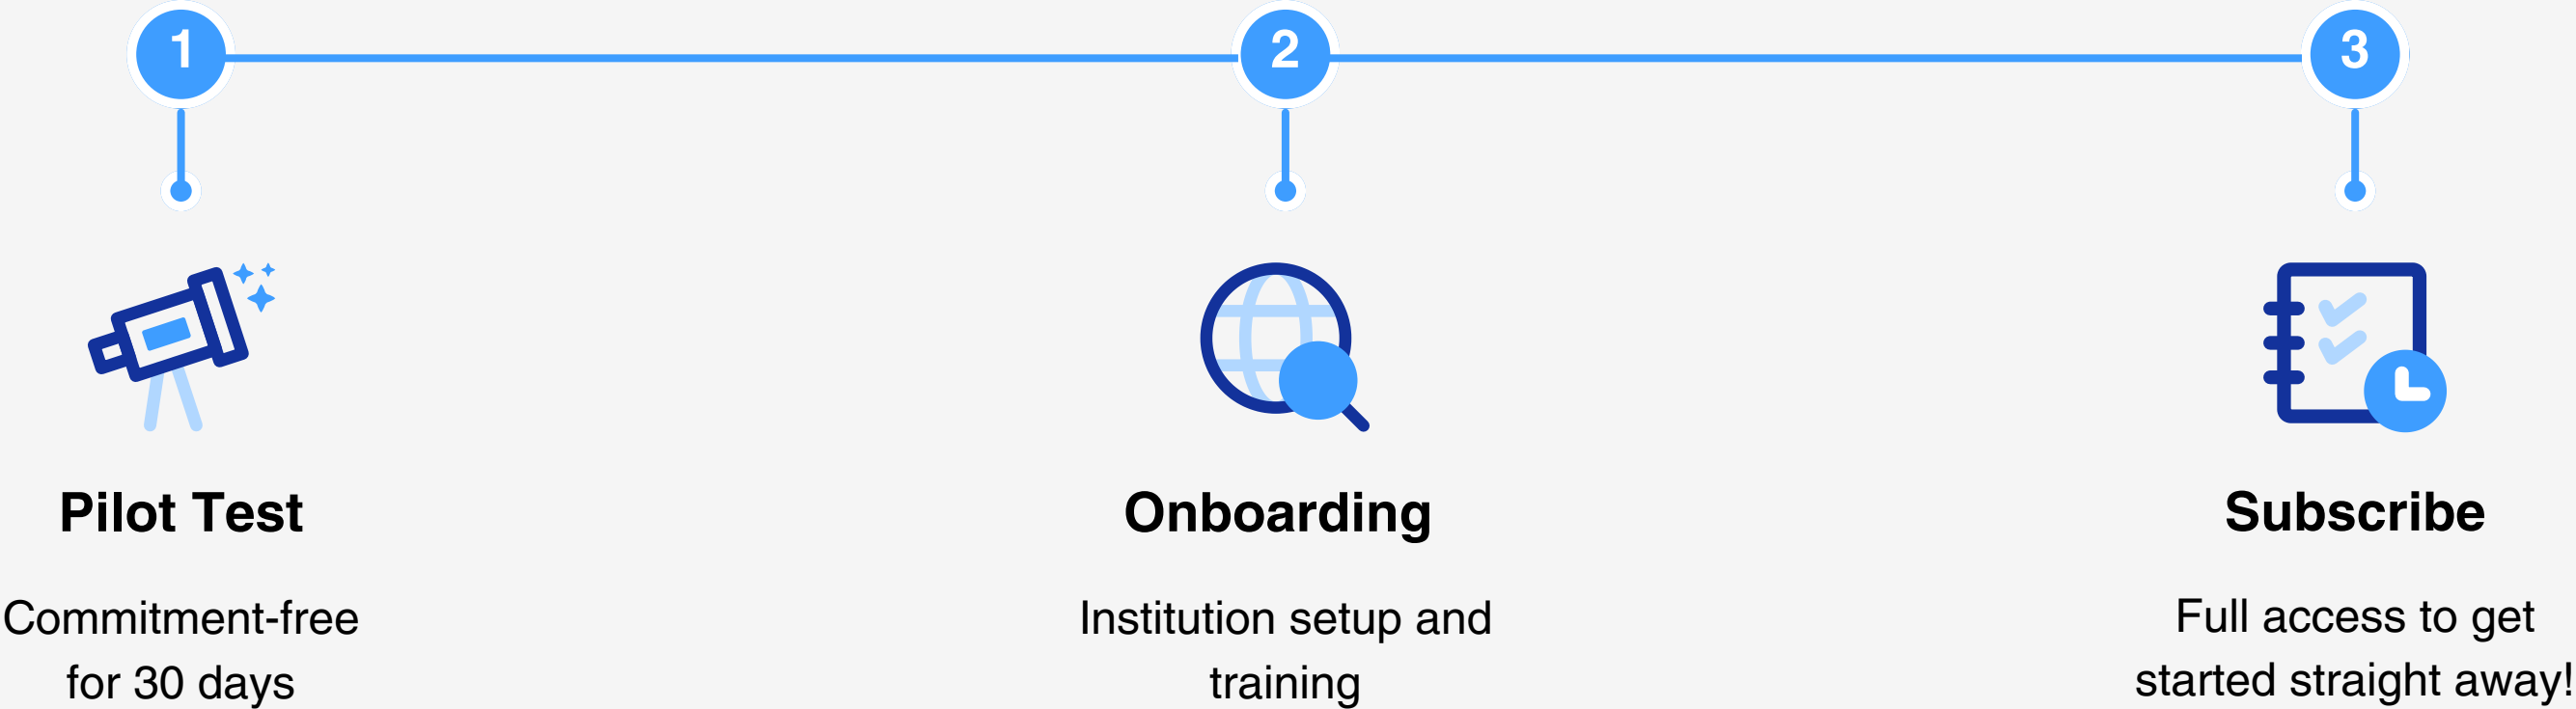 1
2
3
Pilot Test
Commitment-free
for 30 days
Onboarding
Institution setup and
training
Subscribe
Full access to get
started straight away!